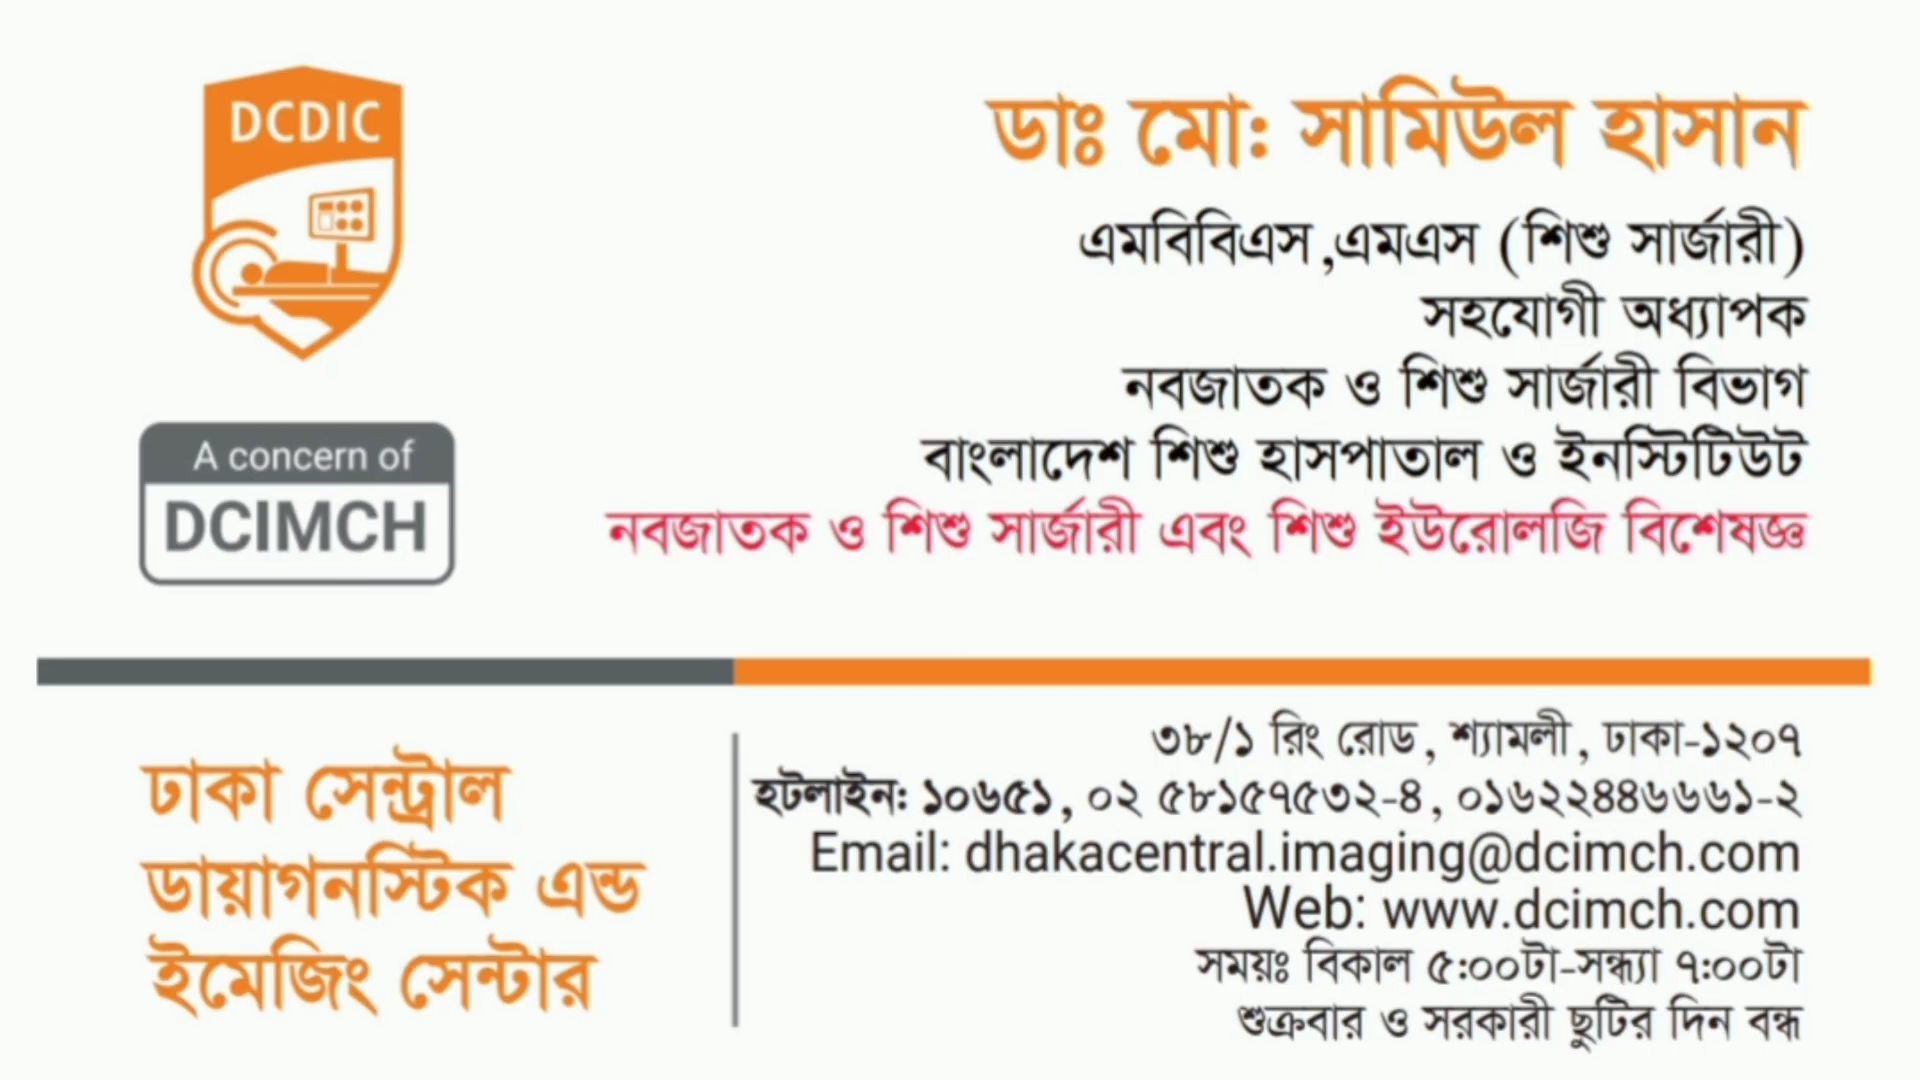 DCDIC
A concern of
DCIMCH
ডাঃ মো: সামিউল হাসান
এমবিবিএস,এমএস (শিশু সার্জারী)
সহযোগী অধ্যাপক
নবজাতক ও শিশু সার্জারী বিভাগ
বাংলাদেশ শিশু হাসপাতাল ও ইনস্টিটিউট
নবজাতক ও শিশু সার্জারী এবং শিশু ইউরোলজি বিশেষজ্ঞ
ঢাকা সেন্ট্রাল
ডায়াগনস্টিক এন্ড
ইমেজিং সেন্টার
৩৮/১ রিং রোড, শ্যামলী, ঢাকা-১২০৭
হটলাইন: ১০৬৫১, ০২ ৫৮১৫৭৫৩২-৪, ০১৬২২৪৪৬৬৬১-২
Email: dhakacentral.imaging@dcimch.com
Web: www.dcimch.com
সময়ঃ বিকাল ৫:০০টা-সন্ধ্যা ৭:০০টা
শুক্রবার ও সরকারী ছুটির দিন বন্ধ